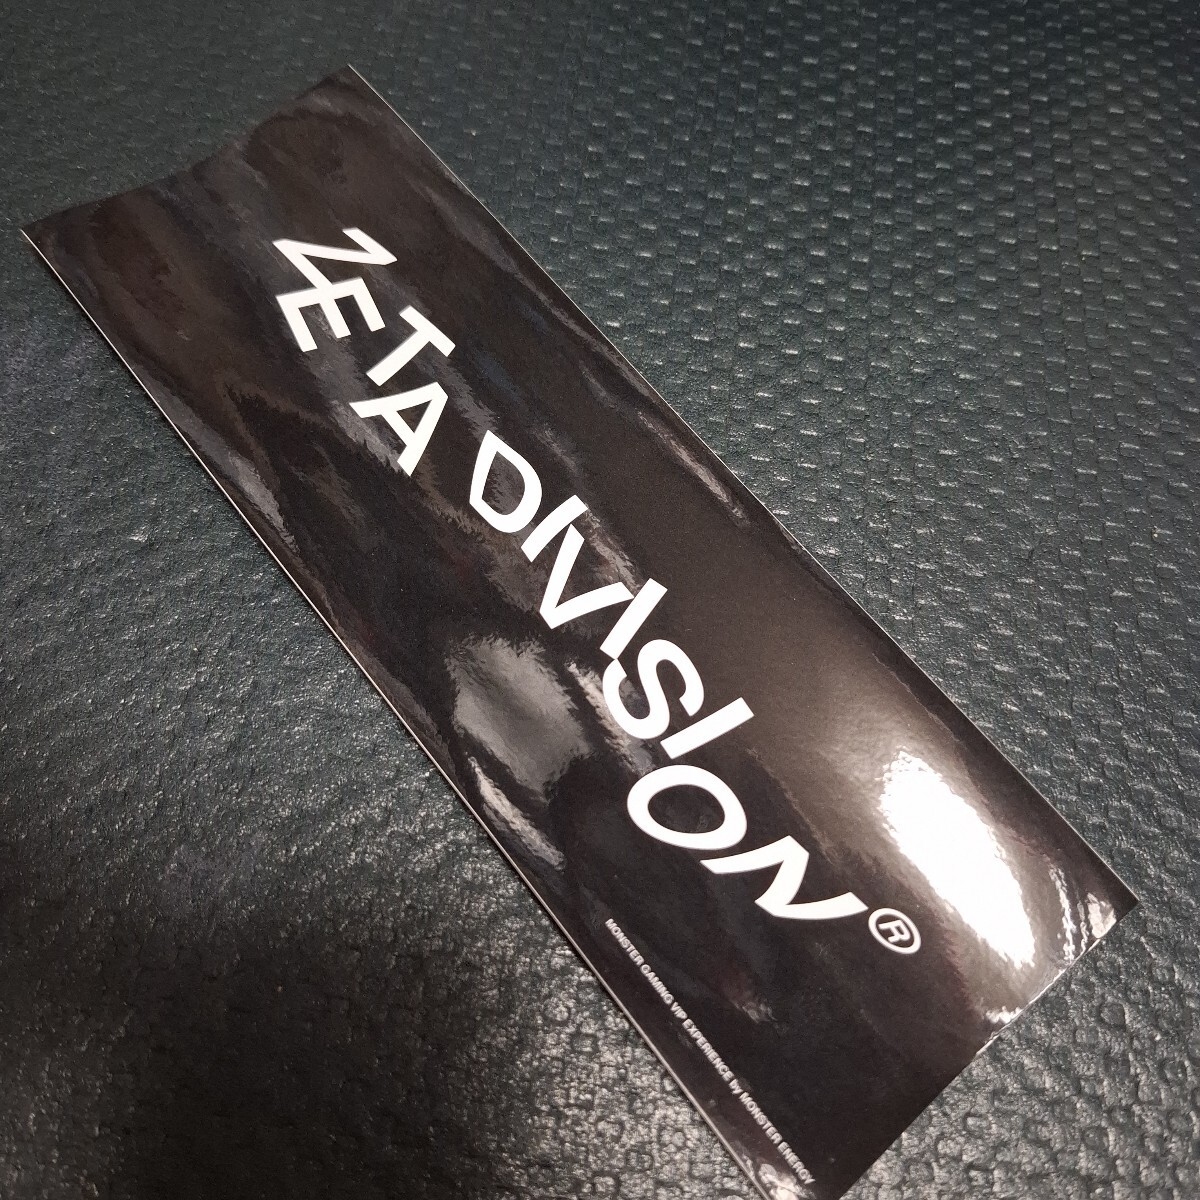 ZETA DIVISION®
MONSTER GAMING VIP EXPERIENCE by MONSTER ENERGY